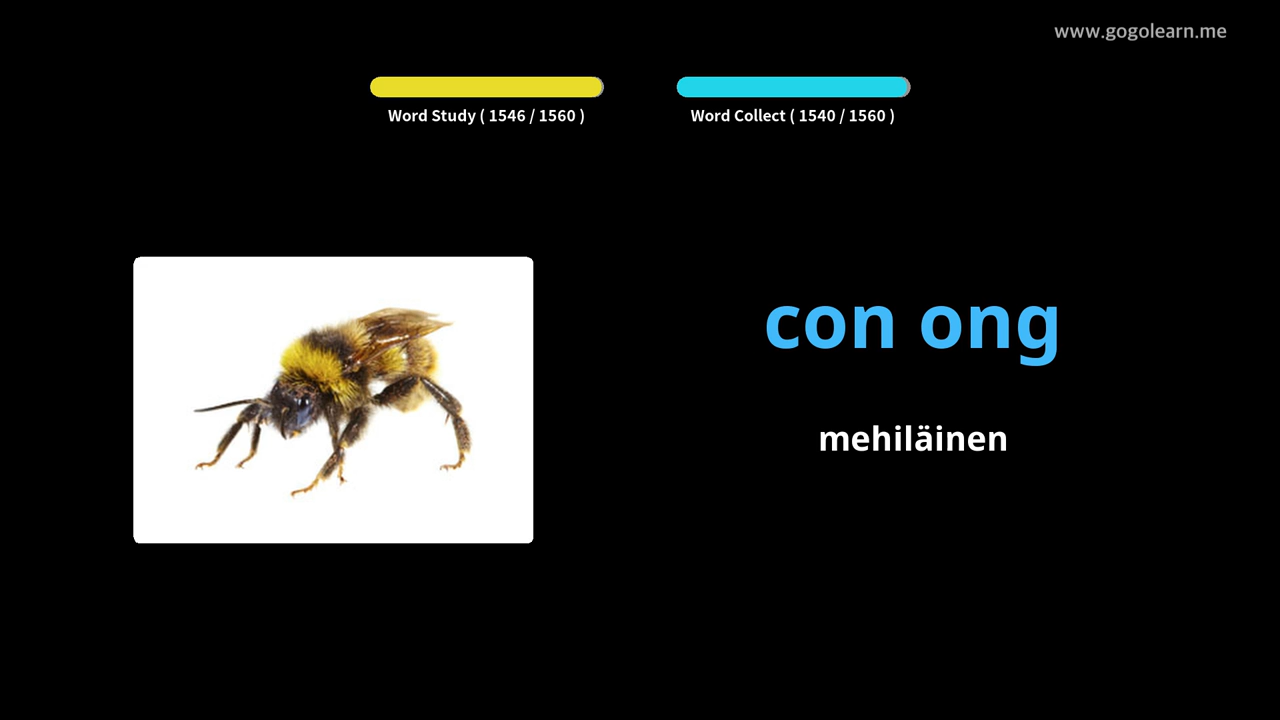 www.gogolearn.me
Word Study ( 1546 / 1560 )
Word Collect ( 1540 / 1560 )
con ong
mehiläinen